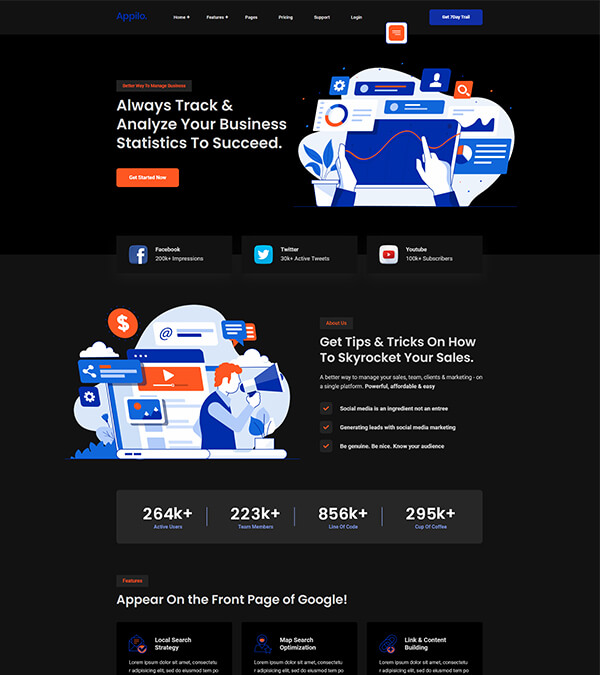 Appilo.
Home
Features
Pages
Pricing
Support
Login
Get 7Day Trail
Better Way To Manage Business
Always Track &
Analyze Your Business
Statistics To Succeed.
Get Started Now
Facebook
200k+ Impressions
Twitter
30k+ Active Tweets
Youtube
100k+ Subscribers
About Us
Get Tips & Tricks On How
To Skyrocket Your Sales.
A better way to manage your sales, team, clients & marketing - on
a single platform. Powerful, affordable & easy
Social media is an ingredient not an entree
Generating leads with social media marketing
Be genuine. Be nice. Know your audience
264k+
Active Users
223k+
Team Members
856k+
Line Of Code
295k+
Cup Of Coffee
Features
Appear On the Front Page of Google!
Local Search
Strategy
Lorem ipsum dolor sit amet, consectetu
r adipisicing elit, sed do eiusmod tem po
Map Search
Optimization
Lorem ipsum dolor sit amet, consectetu
r adipisicing elit, sed do eiusmod tem po
Link & Content
Building
Lorem ipsum dolor sit amet, consectetu
r adipisicing elit, sed do eiusmod tem po